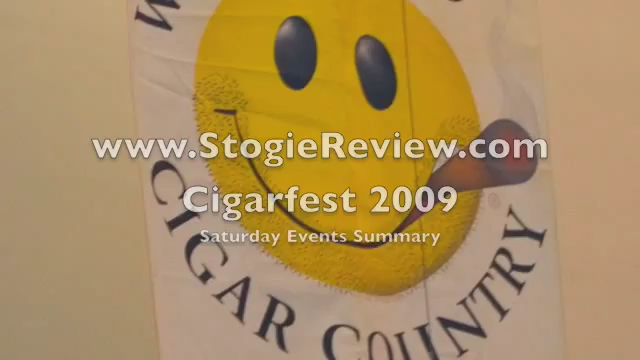 www.StogieReview.com
Cigarfest 2009
Saturday Events Summary
CIGAR COUNTRY